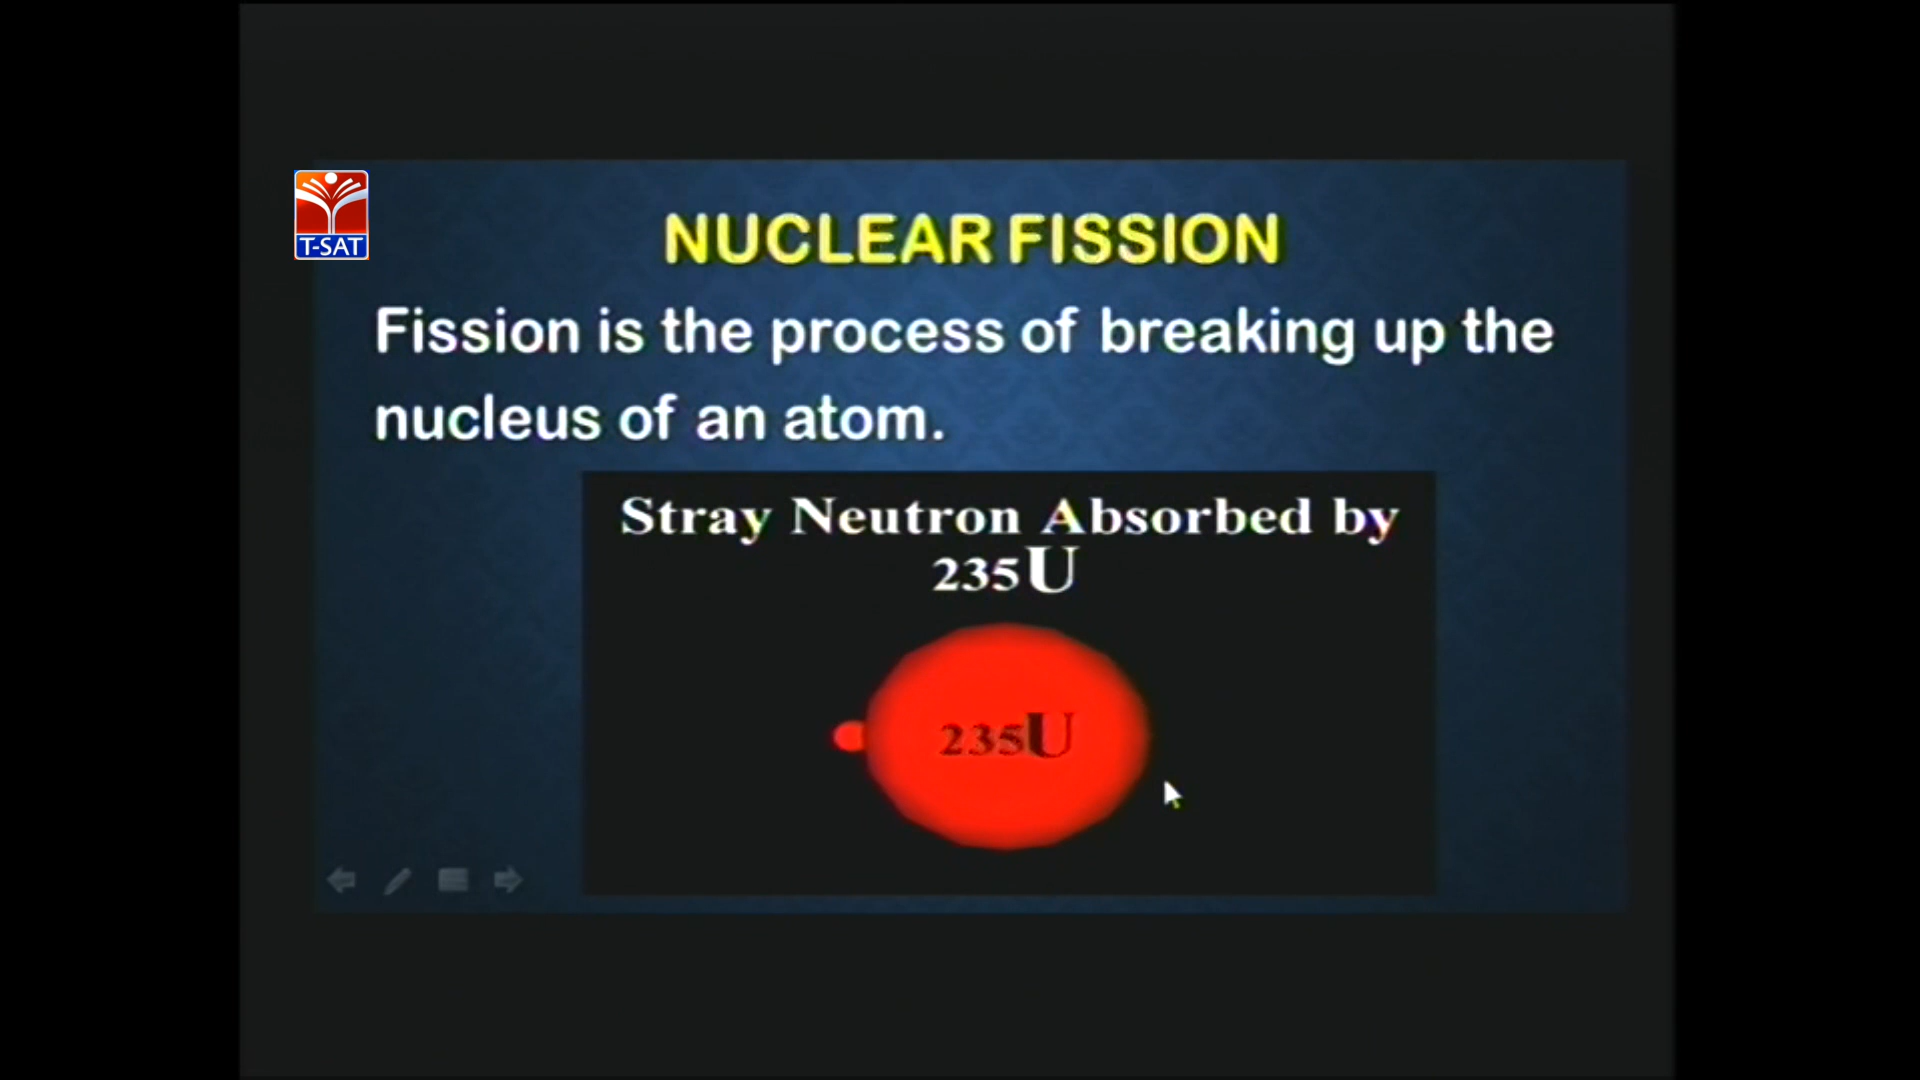 T-SAT
NUCLEAR FISSION
Fission is the process of breaking up the
nucleus of an atom.
Stray Neutron Absorbed by
235U
235U